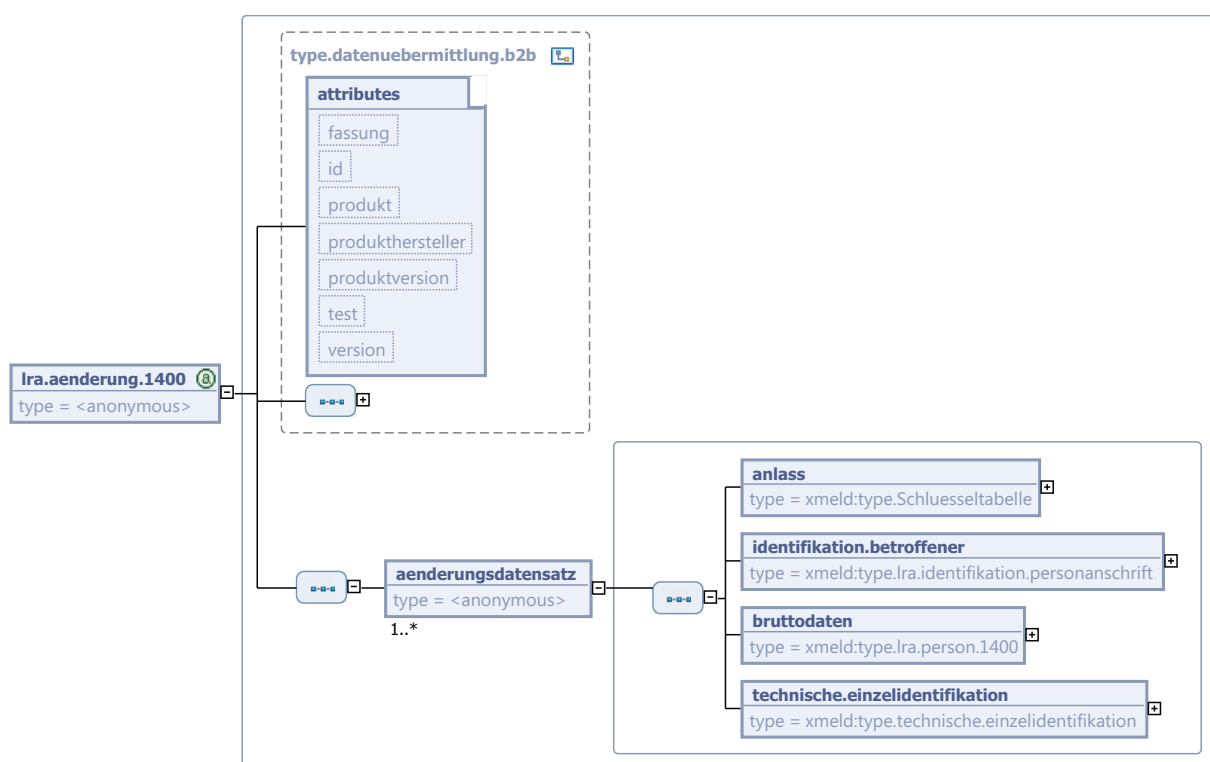 type.datenuebermittlung.b2b
attributes
fassung
id
produkt
produkthersteller
produktversion
test
version
lra.aenderung.1400 a
type = <anonymous>
aenderungsdatensatz
type = <anonymous>
1..*
anlass
type = xmeld:type.Schluesseltabelle
identifikation.betroffener
type = xmeld:type.lra.identifikation.personanschrift
bruttodaten
type = xmeld:type.lra.person.1400
technische.einzelidentifikation
type = xmeld:type.technische.einzelidentifikation